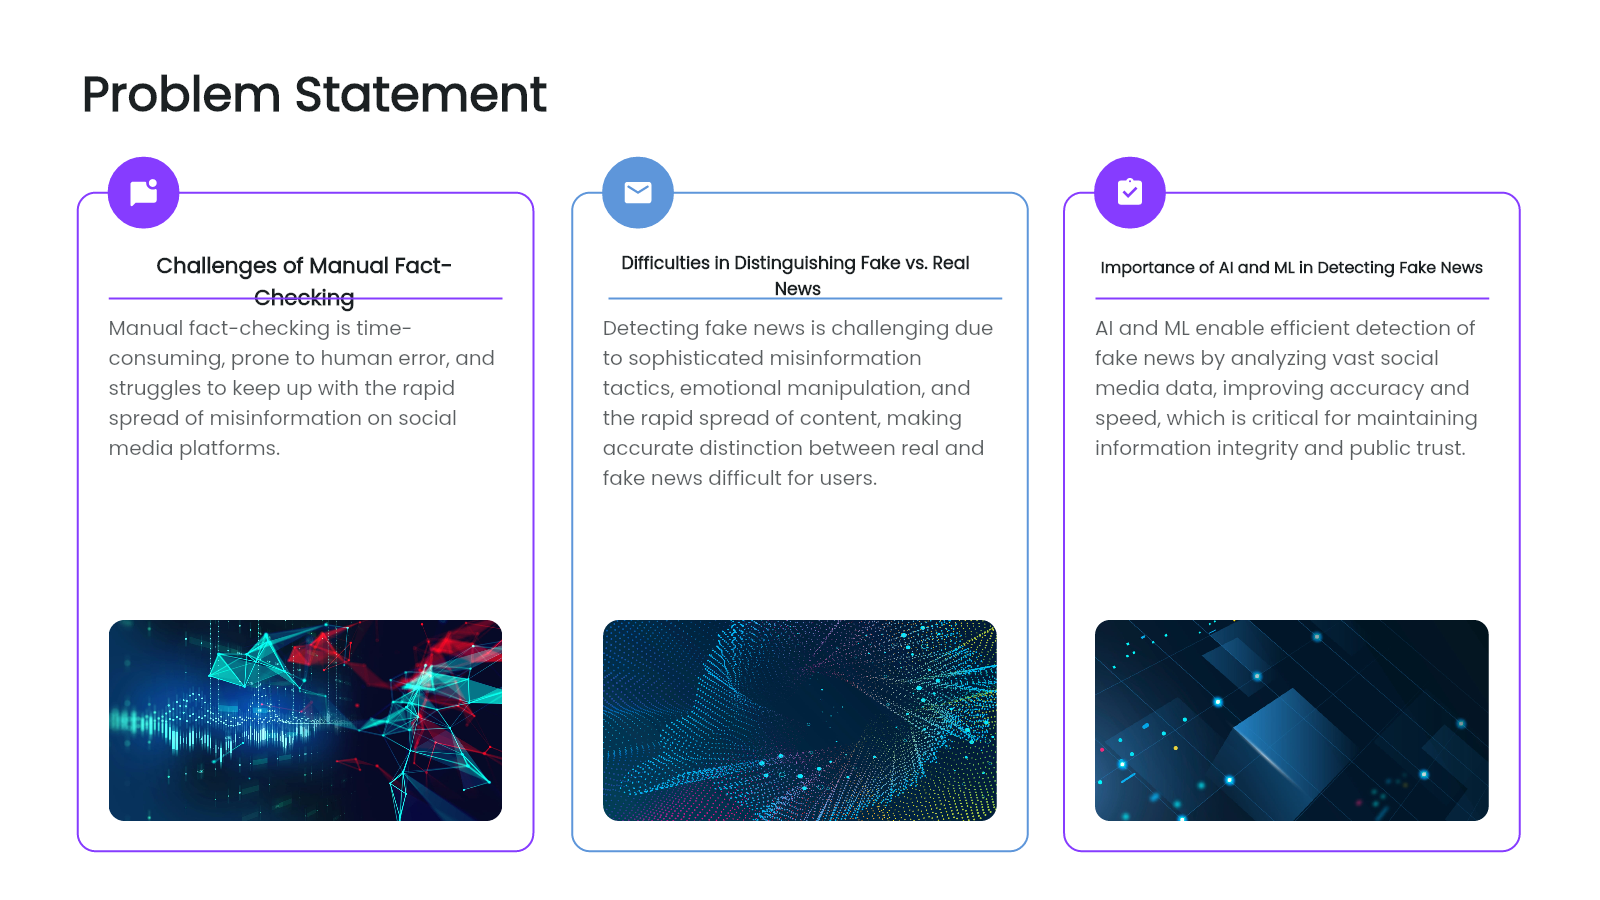 Problem Statement
Challenges of Manual Fact-
Checking
Manual fact-checking is time-
consuming, prone to human error, and
struggles to keep up with the rapid
spread of misinformation on social
media platforms.
Difficulties in Distinguishing Fake vs. Real
News
Detecting fake news is challenging due
to sophisticated misinformation
tactics, emotional manipulation, and
the rapid spread of content, making
accurate distinction between real and
fake news difficult for users.
Importance of AI and ML in Detecting Fake News
AI and ML enable efficient detection of
fake news by analyzing vast social
media data, improving accuracy and
speed, which is critical for maintaining
information integrity and public trust.